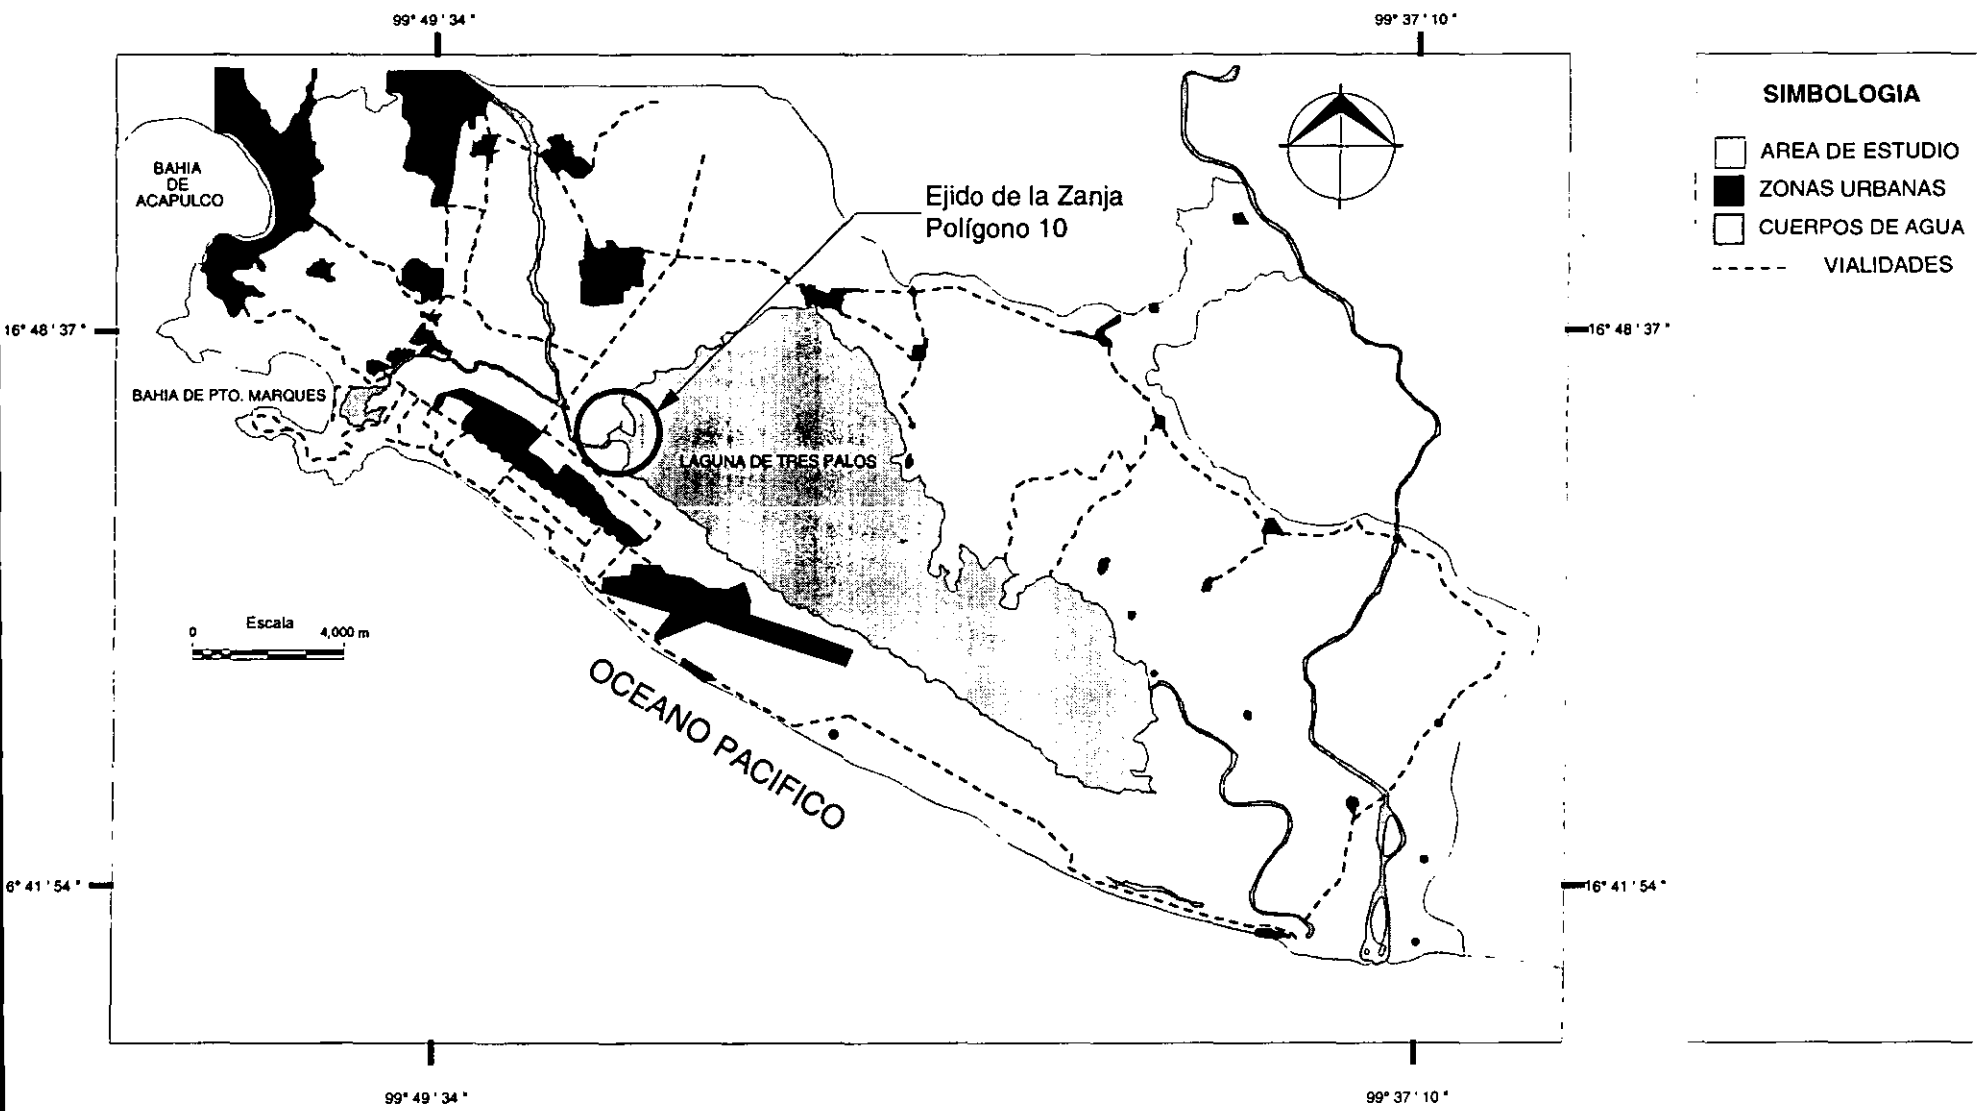 99° 49 ' 34 "
99° 37 ' 10 "
SIMBOLOGIA
AREA DE ESTUDIO
ZONAS URBANAS
CUERPOS DE AGUA
VIALIDADES
BAHIA
DE
ACAPULCO
Ejido de la Zanja
Polígono 10
16° 48 ' 37 "
16° 48 ' 37 "
BAHIA DE PTO. MARQUES
LAGUNA DE TRES PALOS
Escala
0
4,000 m
OCEANO PACIFICO
6° 41 ' 54 "
16° 41 ' 54 "
99° 49 ' 34 "
99° 37 ' 10 "